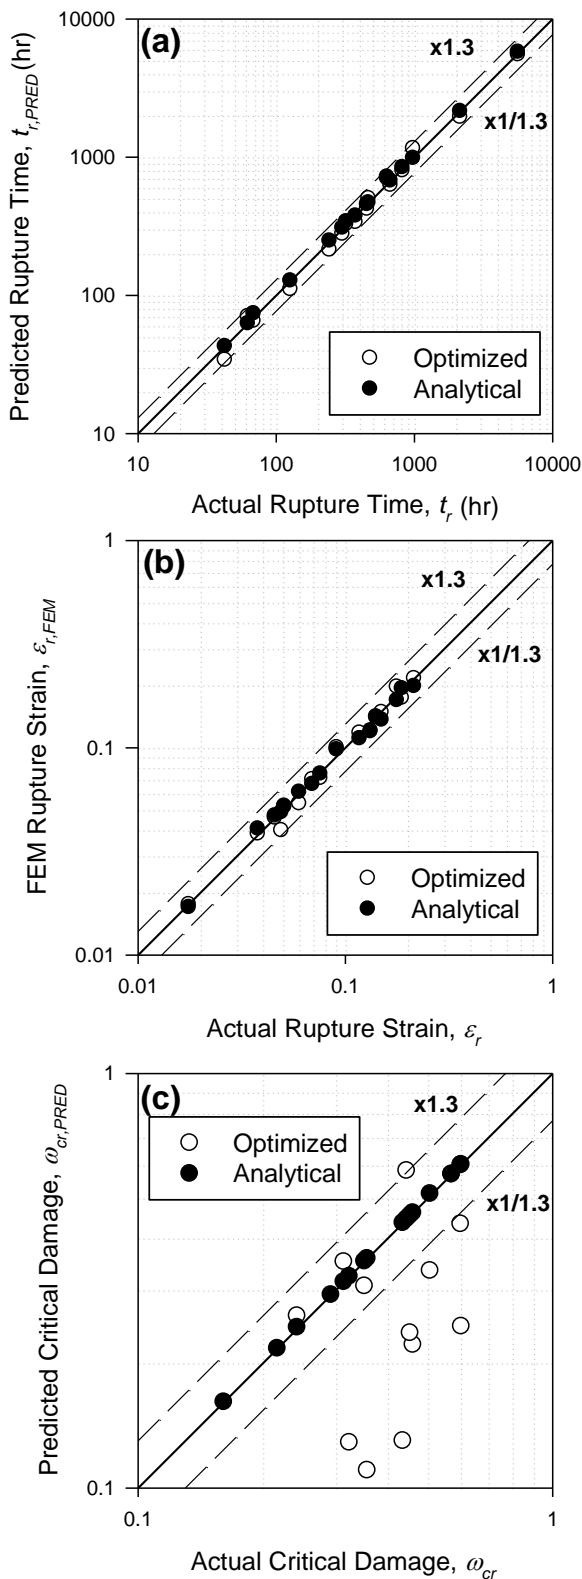 10000
(a)
x1.3
x1/1.3
1000
100
10
Predicted Rupture Time, t_r,PRED (hr)
Optimized
Analytical
10 100 1000 10000
Actual Rupture Time, t_r (hr)
1
(b)
x1.3
x1/1.3
0.1
0.01
FEM Rupture Strain, ε_r,FEM
Optimized
Analytical
0.01 0.1 1
Actual Rupture Strain, ε_r
1
(c)
x1.3
Optimized
Analytical
x1/1.3
Predicted Critical Damage, ω_cr,PRED
0.1
0.1 1
Actual Critical Damage, ω_cr